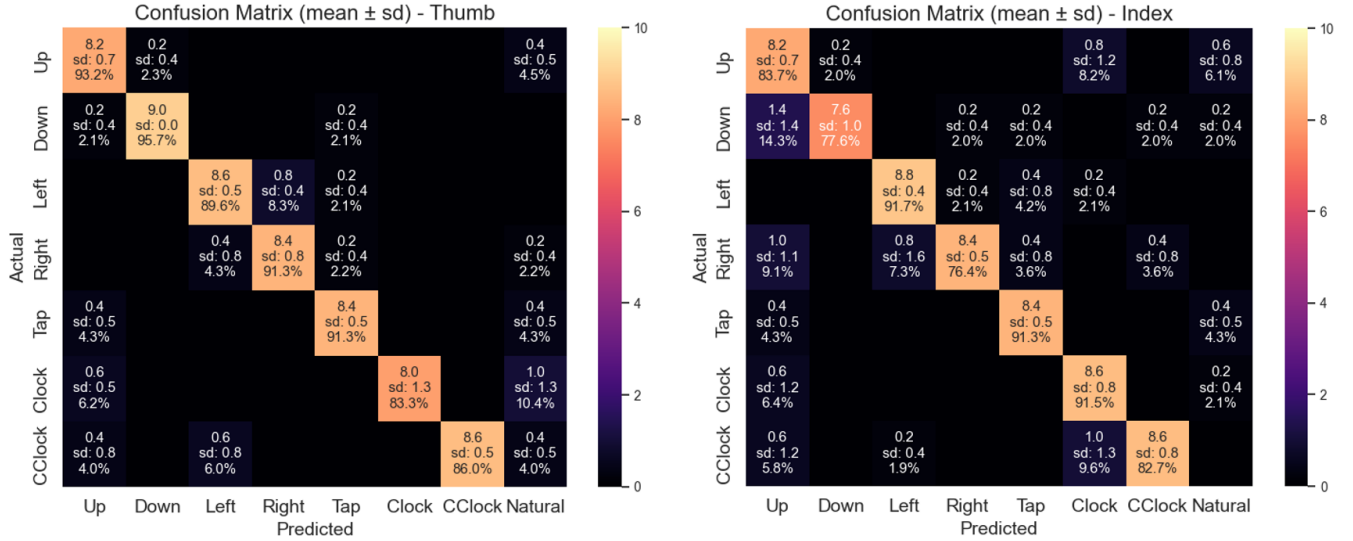 Confusion Matrix (mean ± sd) - Thumb
Actual
Up
Down
Left
Right
Tap
Clock
CClock
8.2
sd: 0.7
93.2%
0.2
sd: 0.4
2.3%
0.4
sd: 0.5
4.5%
0.2
sd: 0.4
2.1%
9.0
sd: 0.0
95.7%
0.2
sd: 0.4
2.1%
8.6
sd: 0.5
89.6%
0.8
sd: 0.4
8.3%
0.2
sd: 0.4
2.1%
0.4
sd: 0.8
4.3%
8.4
sd: 0.8
91.3%
0.2
sd: 0.4
2.2%
0.2
sd: 0.4
2.2%
0.4
sd: 0.5
4.3%
8.4
sd: 0.5
91.3%
0.4
sd: 0.5
4.3%
0.6
sd: 0.5
6.2%
8.0
sd: 1.3
83.3%
1.0
sd: 1.3
10.4%
0.4
sd: 0.8
4.0%
0.6
sd: 0.8
6.0%
8.6
sd: 0.5
86.0%
0.4
sd: 0.5
4.0%
Up Down Left Right Tap Clock CClock Natural
Predicted
10
8
6
4
2
0
Confusion Matrix (mean ± sd) - Index
Actual
Up
Down
Left
Right
Tap
Clock
CClock
8.2
sd: 0.7
83.7%
0.2
sd: 0.4
2.0%
0.8
sd: 1.2
8.2%
0.6
sd: 0.8
6.1%
1.4
sd: 1.4
14.3%
7.6
sd: 1.0
77.6%
0.2
sd: 0.4
2.0%
0.2
sd: 0.4
2.0%
0.2
sd: 0.4
2.0%
0.2
sd: 0.4
2.0%
8.8
sd: 0.4
91.7%
0.2
sd: 0.4
2.1%
0.4
sd: 0.8
4.2%
0.2
sd: 0.4
2.1%
1.0
sd: 1.1
9.1%
0.8
sd: 1.6
7.3%
8.4
sd: 0.5
76.4%
0.4
sd: 0.8
3.6%
0.4
sd: 0.8
3.6%
0.4
sd: 0.5
4.3%
8.4
sd: 0.5
91.3%
0.4
sd: 0.5
4.3%
0.6
sd: 1.2
6.4%
8.6
sd: 0.8
91.5%
0.2
sd: 0.4
2.1%
0.6
sd: 1.2
5.8%
0.2
sd: 0.4
1.9%
1.0
sd: 1.3
9.6%
8.6
sd: 0.8
82.7%
Up Down Left Right Tap Clock CClock Natural
Predicted
10
8
6
4
2
0